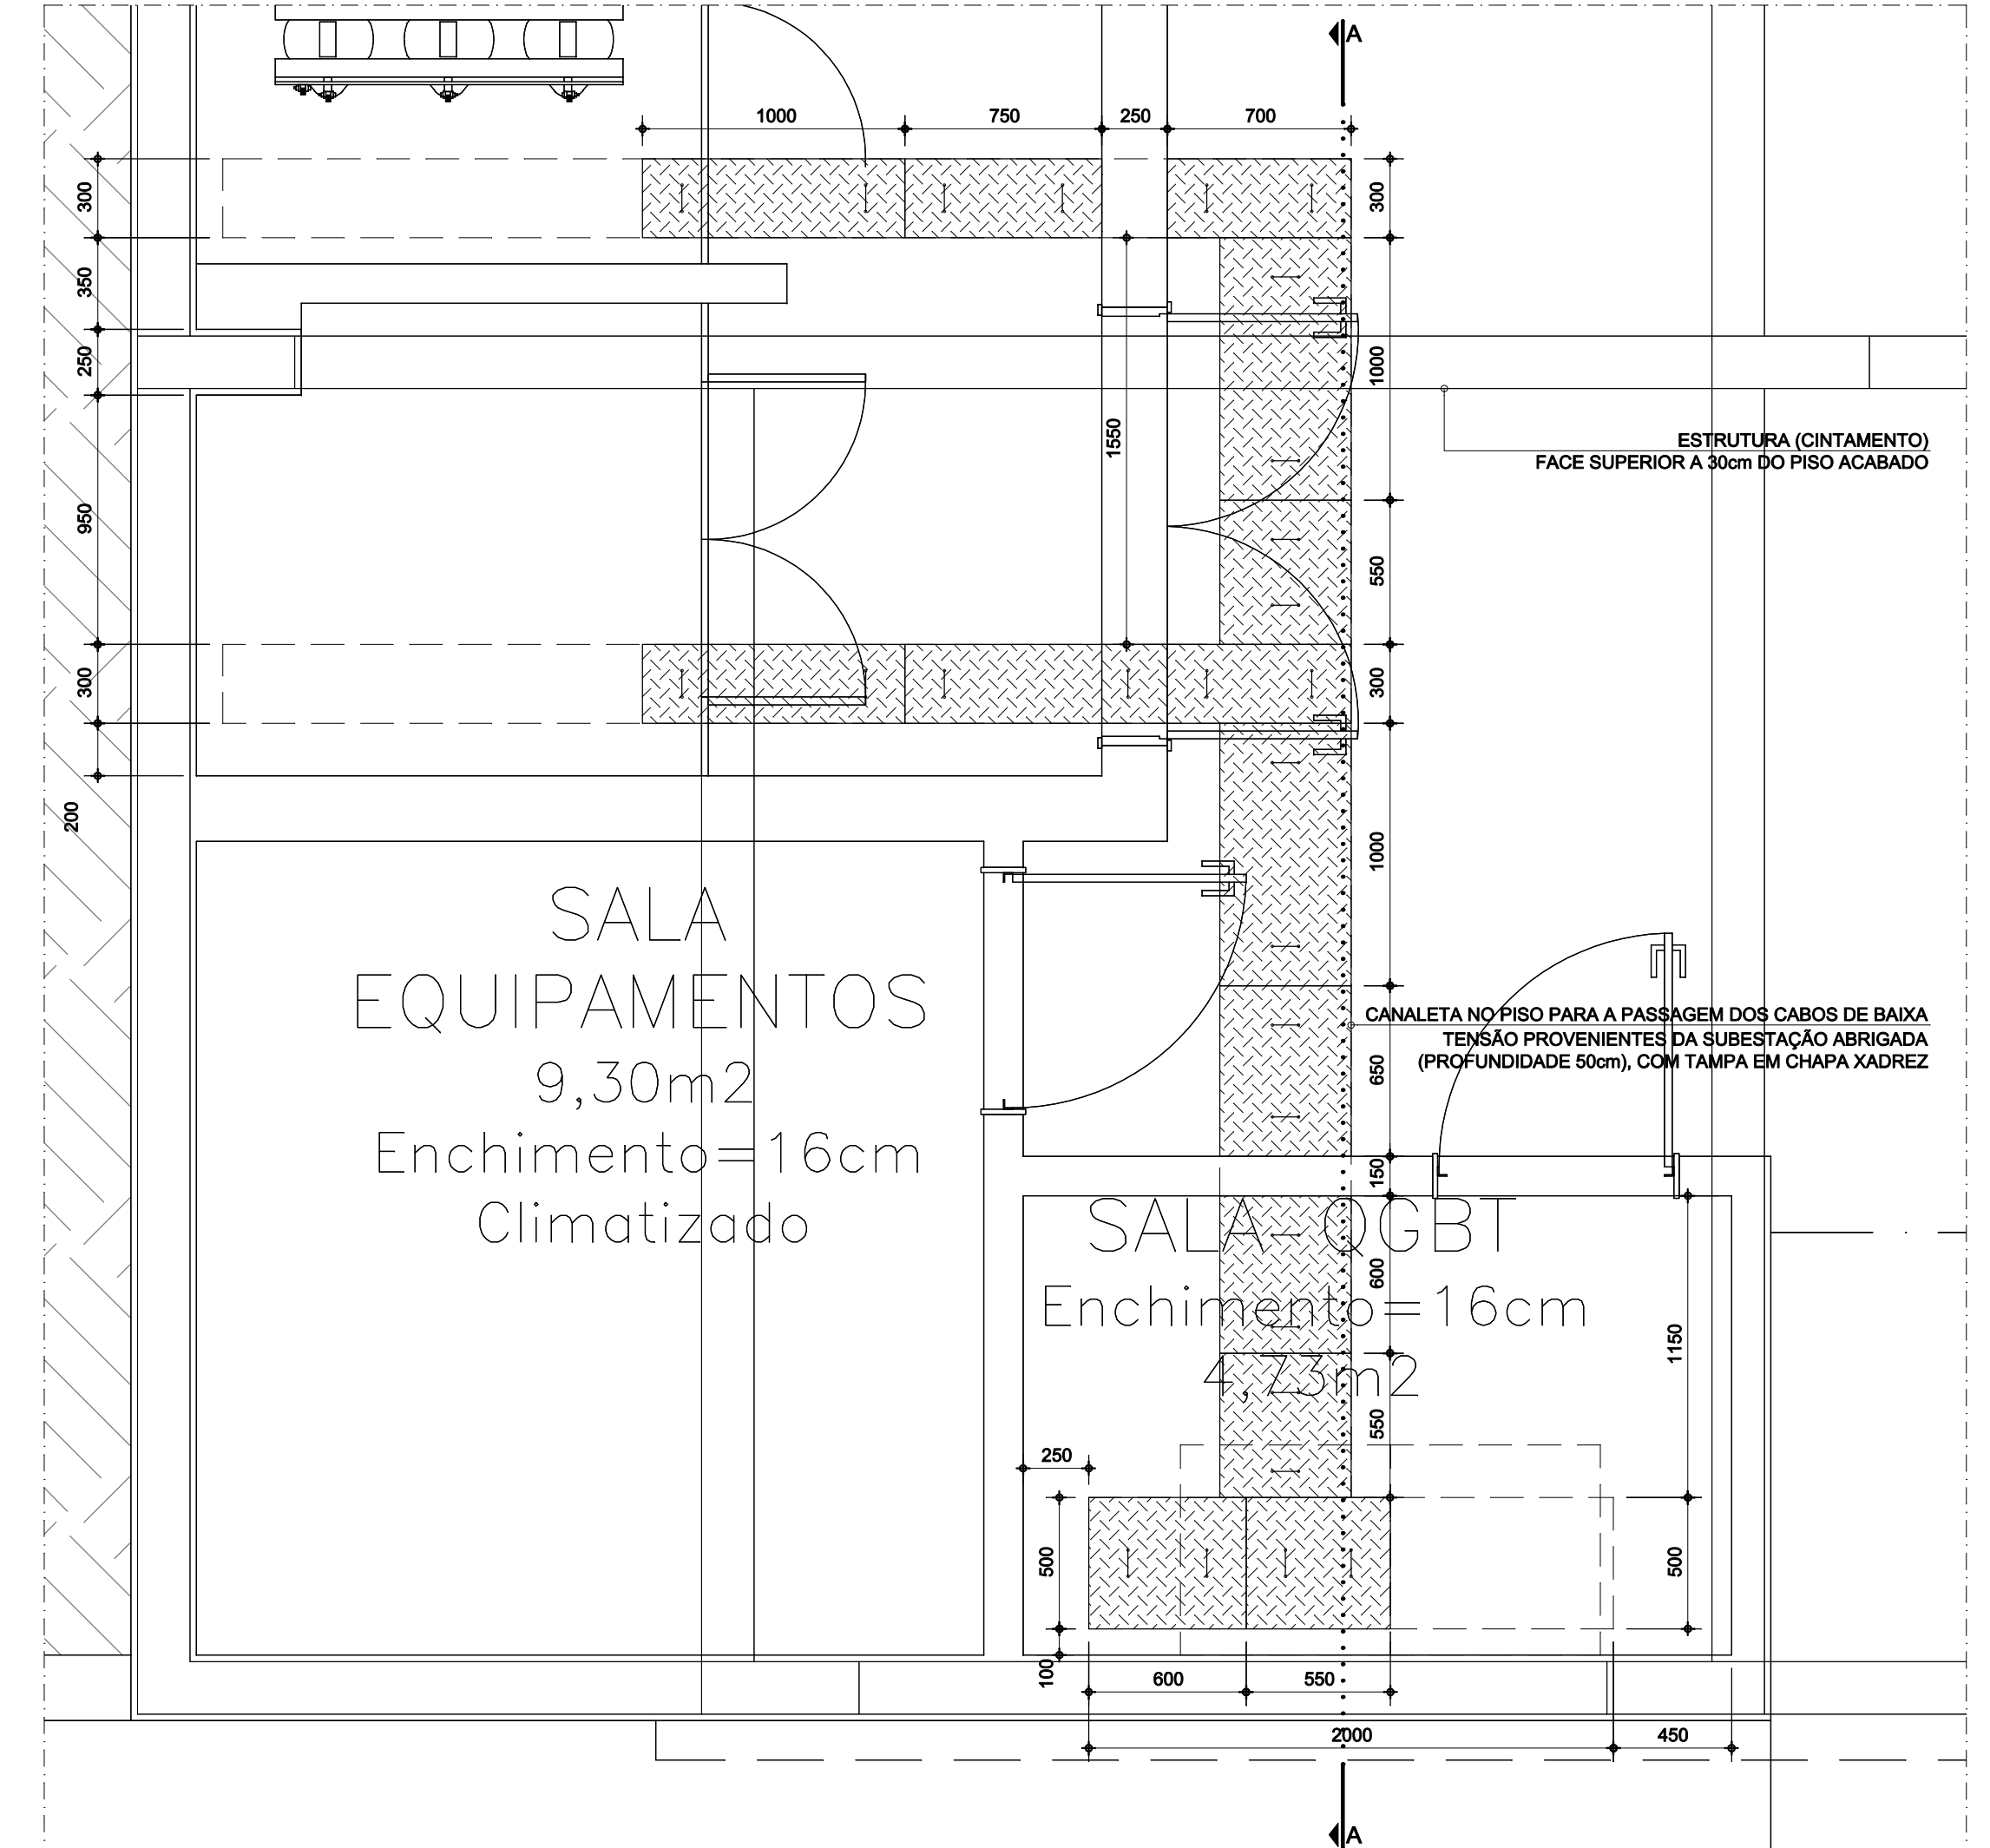 A
1000
750
250
700
300
300
350
250
1000
1550
ESTRUTURA (CINTAMENTO)
FACE SUPERIOR A 30cm DO PISO ACABADO
950
550
300
300
200
1000
SALA
EQUIPAMENTOS
9,30m2
Enchimento=16cm
Climatizado
CANALETA NO PISO PARA A PASSAGEM DOS CABOS DE BAIXA
TENSÃO PROVENIENTES DA SUBESTAÇÃO ABRIGADA
(PROFUNDIDADE 50cm), COM TAMPA EM CHAPA XADREZ
650
150
SALA QGBT
Enchimento=16cm
4,73m2
600
1150
550
250
500
500
100
600
550
2000
450
A